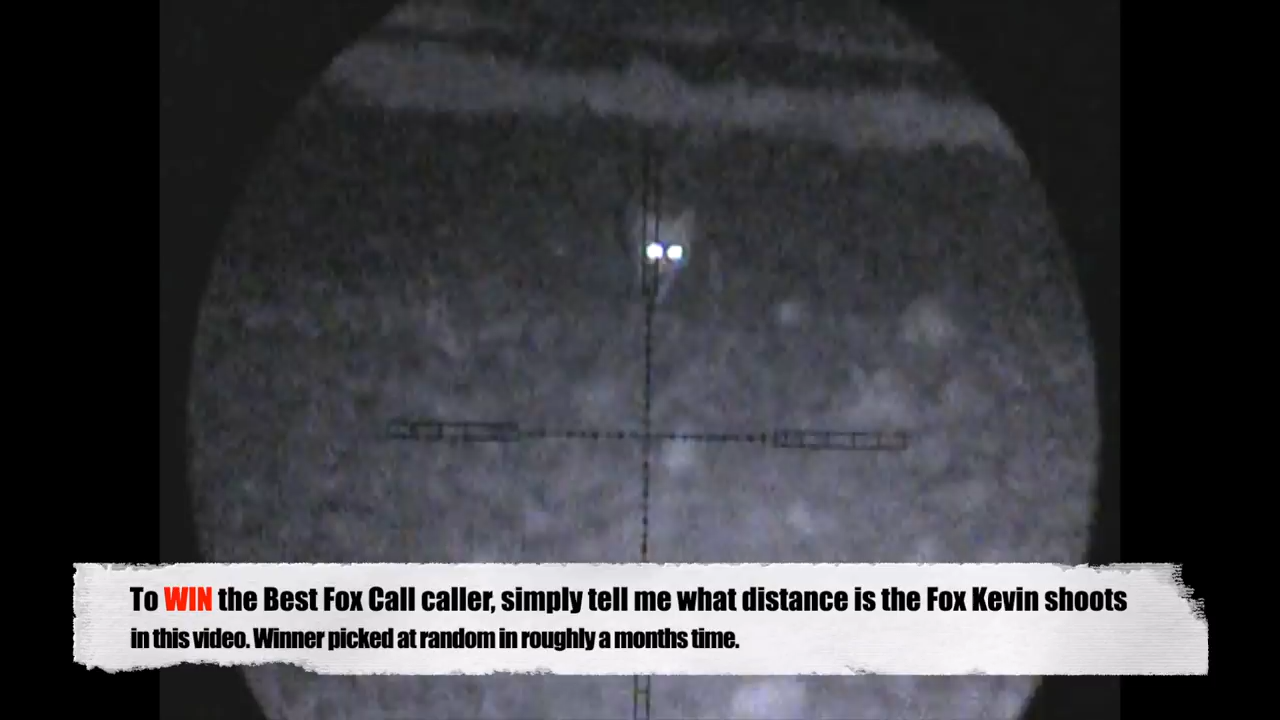 To WIN the Best Fox Call caller, simply tell me what distance is the Fox Kevin shoots
in this video. Winner picked at random in roughly a months time.